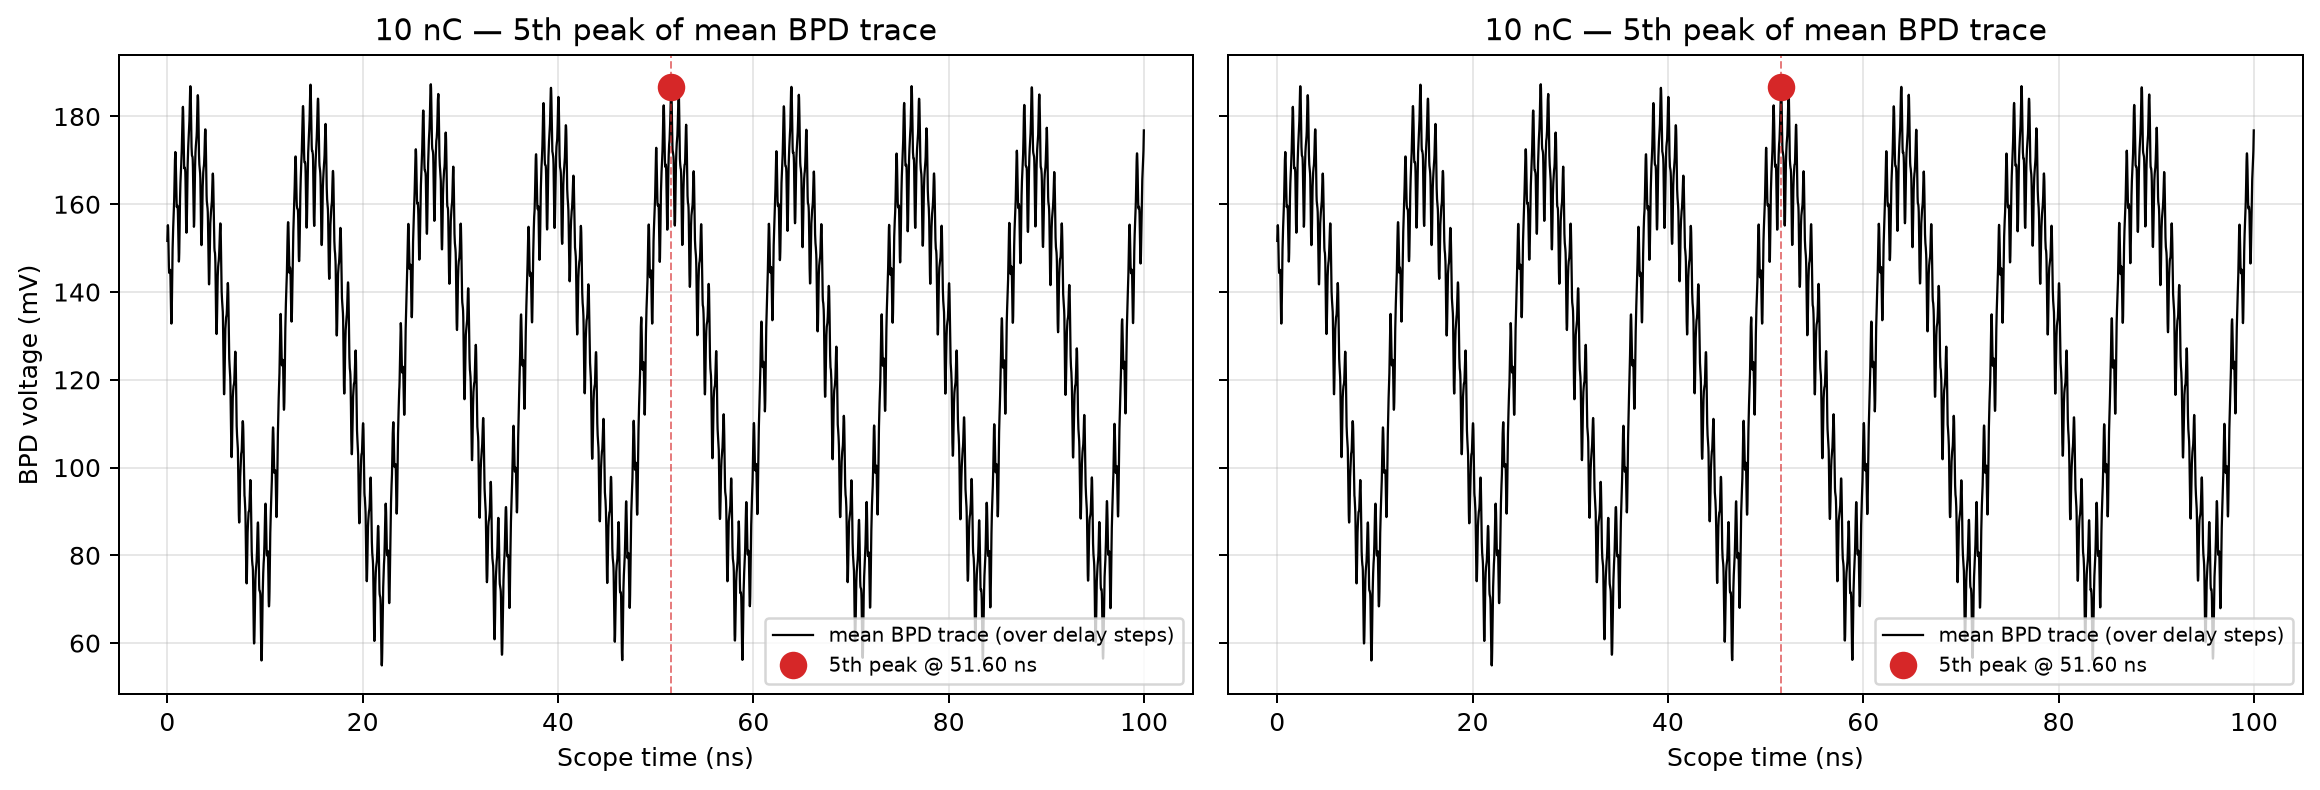 10 nC — 5th peak of mean BPD trace
BPD voltage (mV)
180
160
140
120
100
80
60
mean BPD trace (over delay steps)
5th peak @ 51.60 ns
0 20 40 60 80 100
Scope time (ns)
10 nC — 5th peak of mean BPD trace
mean BPD trace (over delay steps)
5th peak @ 51.60 ns
0 20 40 60 80 100
Scope time (ns)